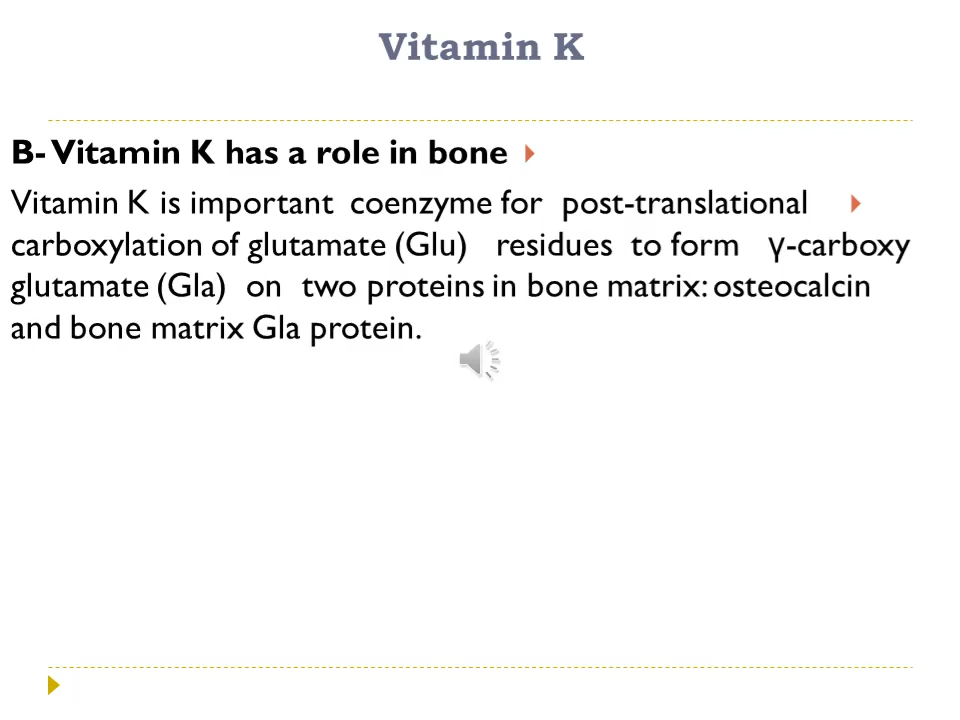 Vitamin K
B- Vitamin K has a role in bone
Vitamin K is important coenzyme for post-translational
carboxylation of glutamate (Glu) residues to form γ-carboxy
glutamate (Gla) on two proteins in bone matrix: osteocalcin
and bone matrix Gla protein.